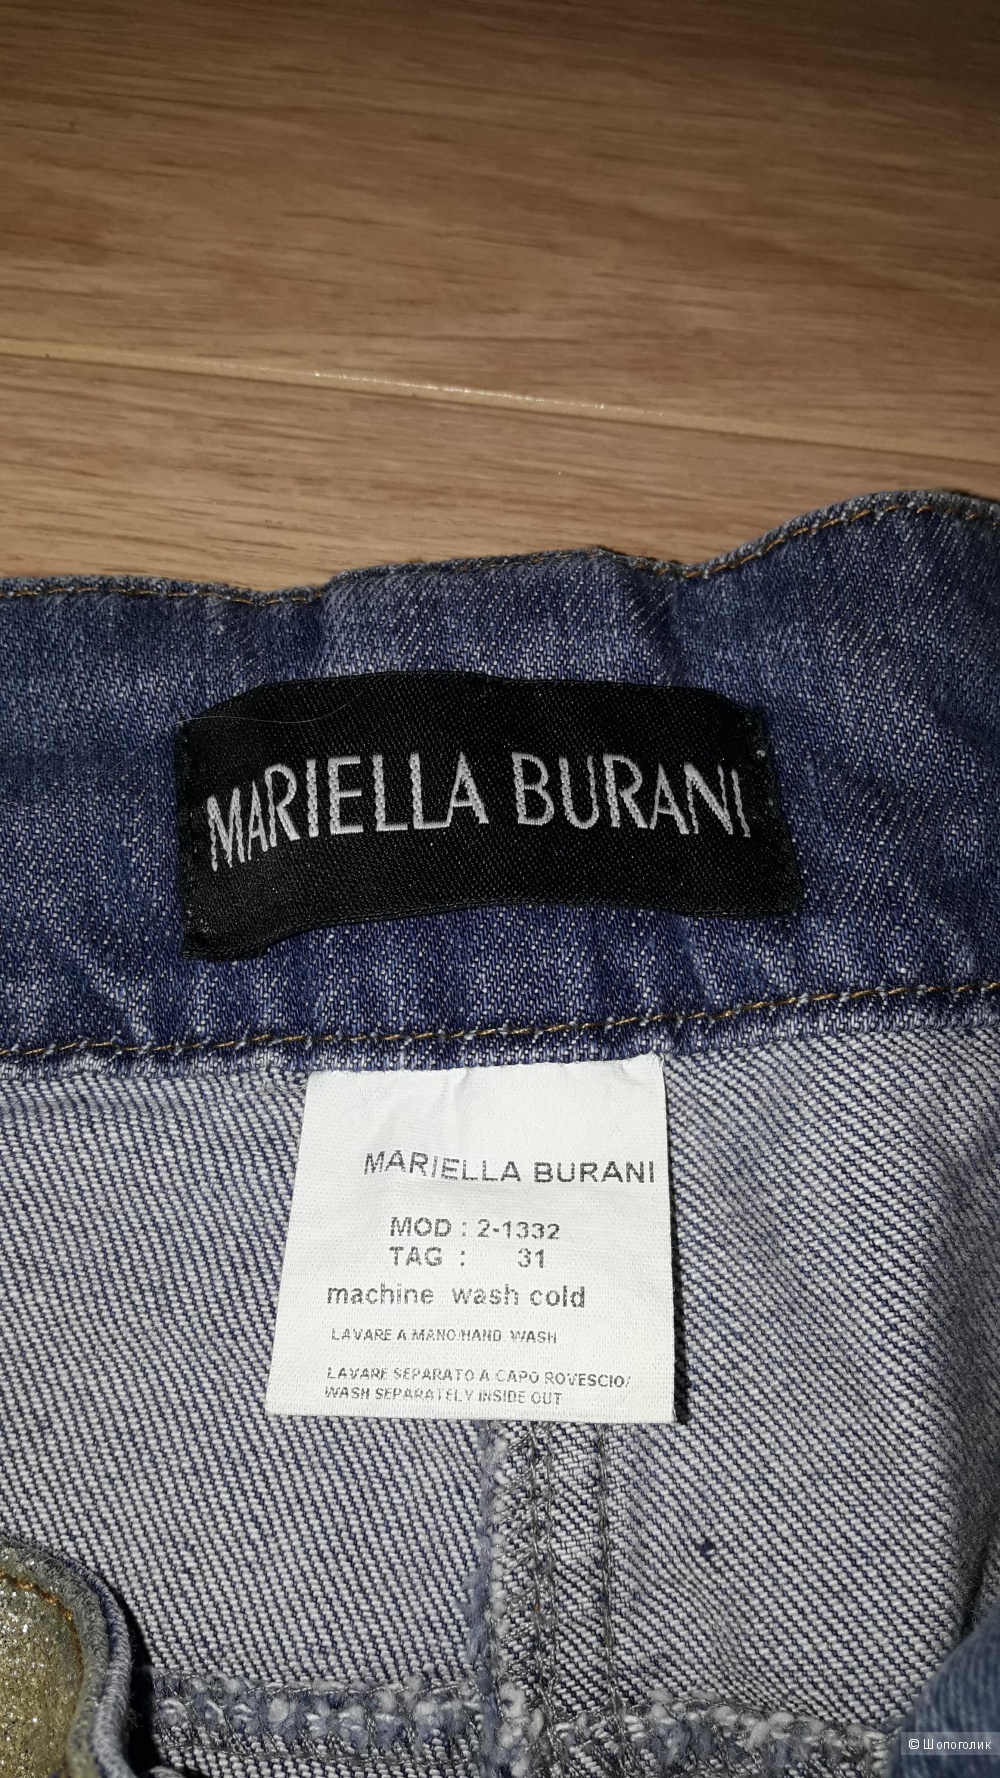 MARIELLA BURANI
MARIELLA BURANI
MOD : 2-1332
TAG : 31
machine wash cold
LAVARE A MANO/HAND WASH
LAVARE SEPARATO A CAPO ROVESCIO/
WASH SEPARATELY INSIDE OUT
© Шопоголик